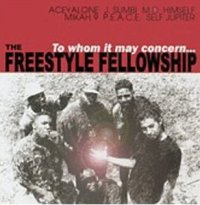 ACEYALONE J. SUMBI M.D. HIMSELF
MIKAH 9 P.E.A.C.E. SELF JUPITER
To whom it may concern...
THE
FREESTYLE FELLOWSHIP